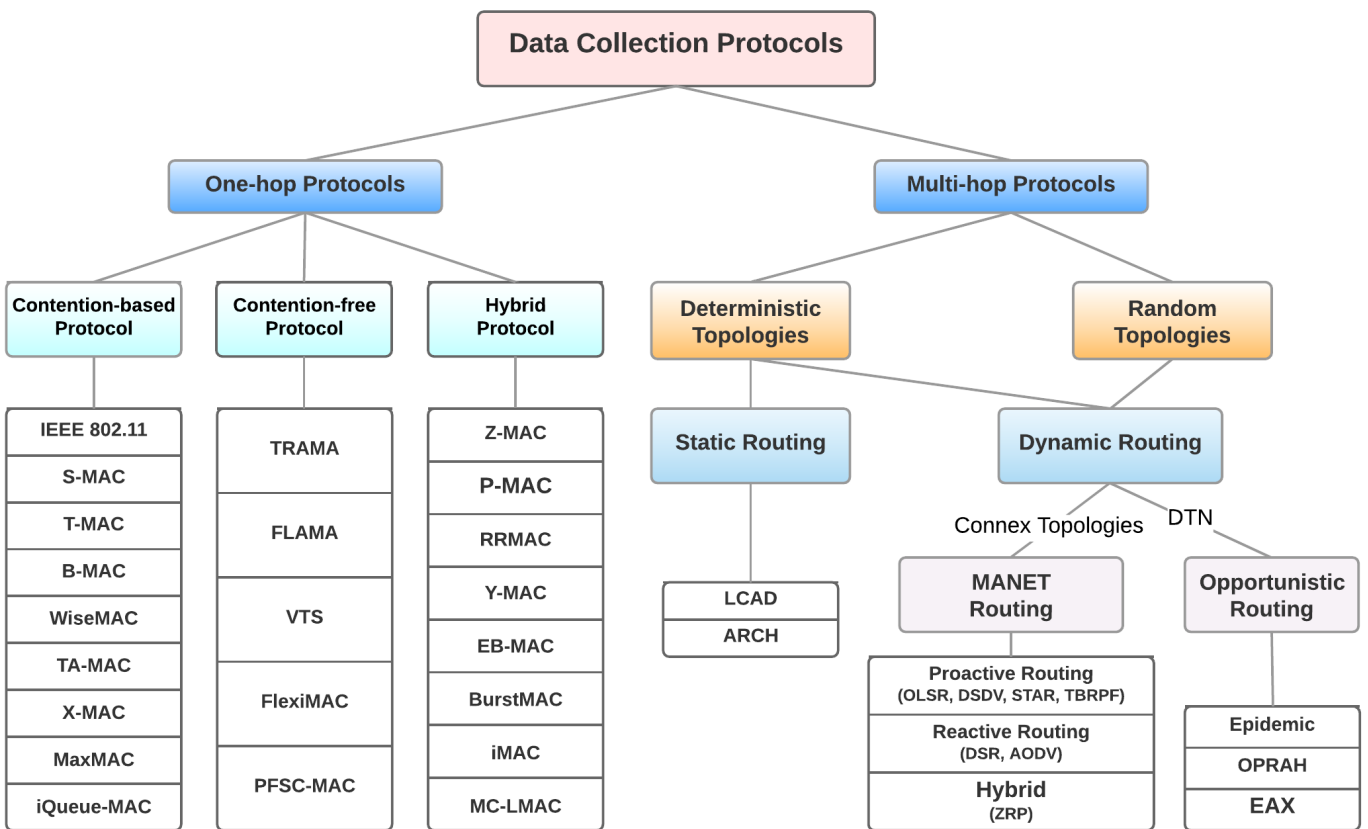 Data Collection Protocols
One-hop Protocols
Multi-hop Protocols
Contention-based
Protocol
Contention-free
Protocol
Hybrid
Protocol
Deterministic
Topologies
Random
Topologies
IEEE 802.11
S-MAC
T-MAC
B-MAC
WiseMAC
TA-MAC
X-MAC
MaxMAC
iQueue-MAC
TRAMA
FLAMA
VTS
FlexiMAC
PFSC-MAC
Z-MAC
P-MAC
RRMAC
Y-MAC
EB-MAC
BurstMAC
iMAC
MC-LMAC
Static Routing
Dynamic Routing
LCAD
ARCH
Connex Topologies
DTN
MANET
Routing
Opportunistic
Routing
Proactive Routing
(OLSR, DSDV, STAR, TBRPF)
Reactive Routing
(DSR, AODV)
Hybrid
(ZRP)
Epidemic
OPRAH
EAX